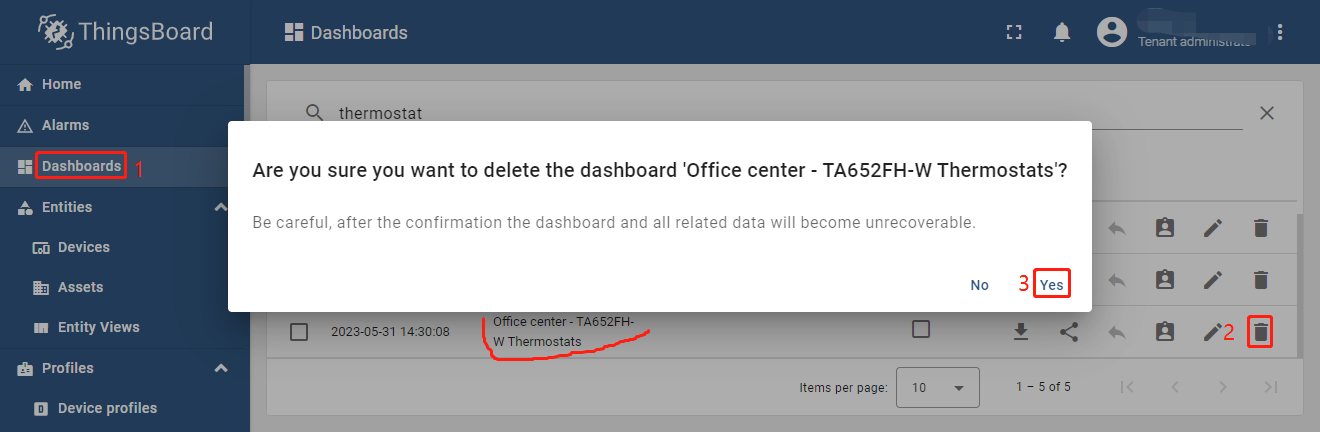 ThingsBoard
Dashboards
Tenant administrato
Home
thermostat
Alarms
Dashboards 1
Are you sure you want to delete the dashboard 'Office center - TA652FH-W Thermostats'?
Entities
Be careful, after the confirmation the dashboard and all related data will become unrecoverable.
Devices
Assets
No 3 Yes
Entity Views
2023-05-31 14:30:08
Office center - TA652FH-
W Thermostats
2
Profiles
Items per page: 10 1 – 5 of 5
Device profiles